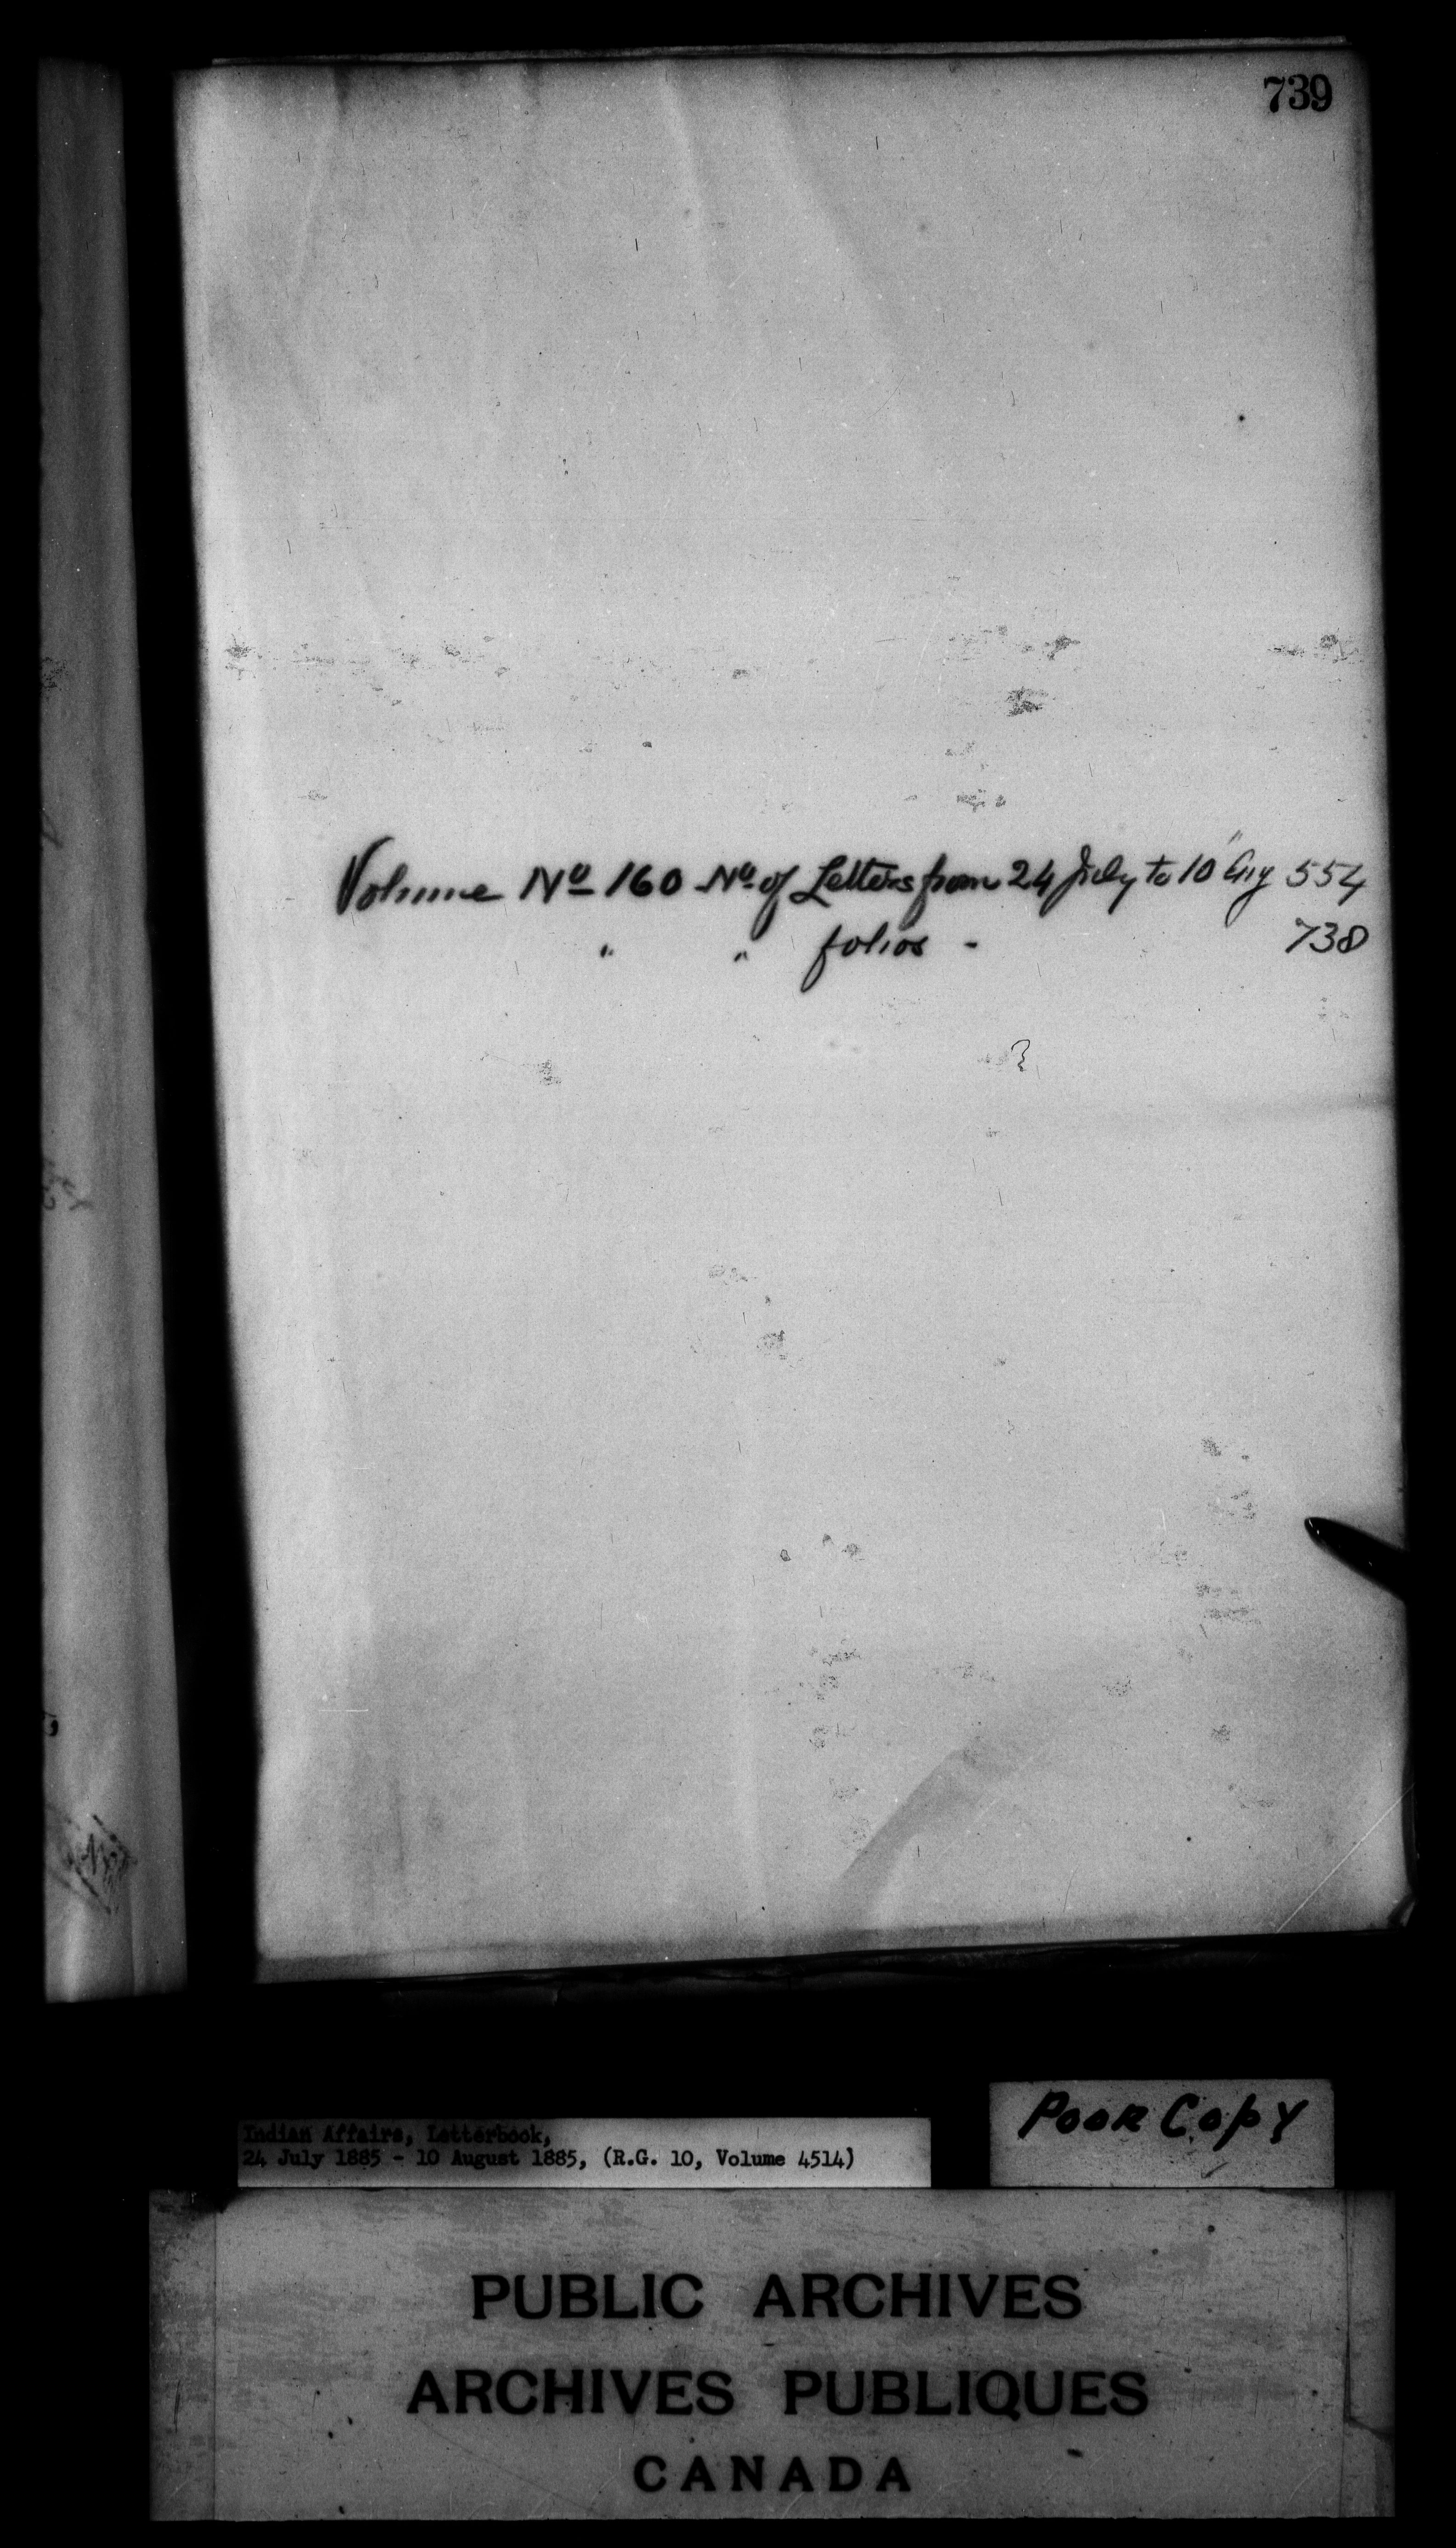 739
Volume No 160 No of Letters from 24 July to 10" Aug 554
" " folios - 738
Indian Affairs, Letterbook,
24 July 1885 - 10 August 1885, (R.G. 10, Volume 4514)
Poor Copy
PUBLIC ARCHIVES
ARCHIVES PUBLIQUES
CANADA